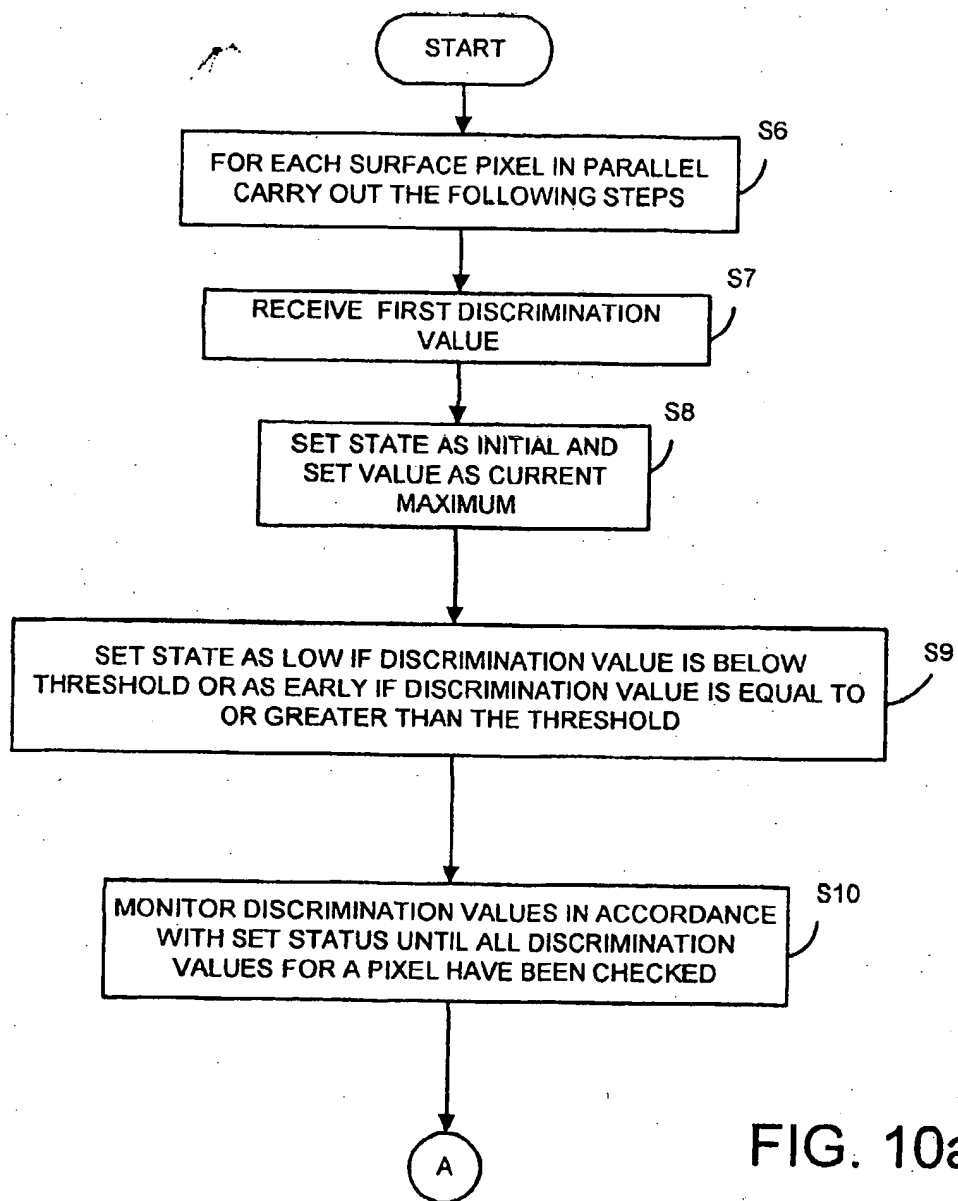 START
S6
FOR EACH SURFACE PIXEL IN PARALLEL
CARRY OUT THE FOLLOWING STEPS
S7
RECEIVE FIRST DISCRIMINATION
VALUE
S8
SET STATE AS INITIAL AND
SET VALUE AS CURRENT
MAXIMUM
S9
SET STATE AS LOW IF DISCRIMINATION VALUE IS BELOW
THRESHOLD OR AS EARLY IF DISCRIMINATION VALUE IS EQUAL TO
OR GREATER THAN THE THRESHOLD
S10
MONITOR DISCRIMINATION VALUES IN ACCORDANCE
WITH SET STATUS UNTIL ALL DISCRIMINATION
VALUES FOR A PIXEL HAVE BEEN CHECKED
A
FIG. 10a